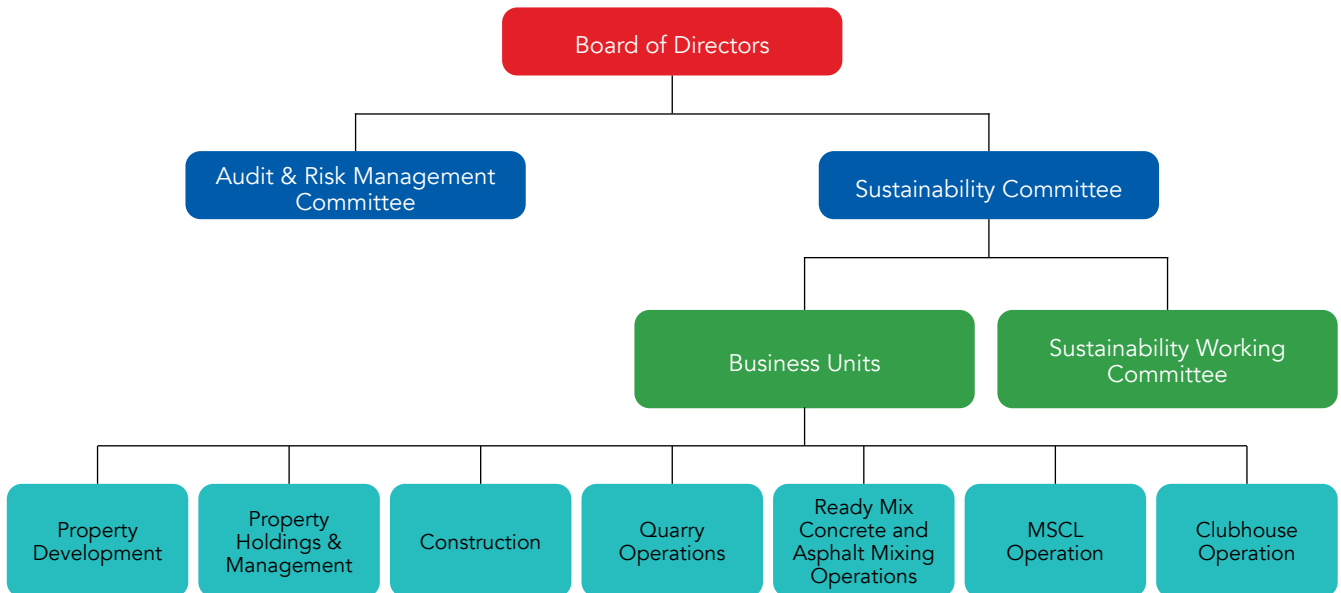 Board of Directors
Audit & Risk Management
Committee
Sustainability Committee
Business Units
Sustainability Working
Committee
Property
Development
Property
Holdings &
Management
Construction
Quarry
Operations
Ready Mix
Concrete and
Asphalt Mixing
Operations
MSCL
Operation
Clubhouse
Operation